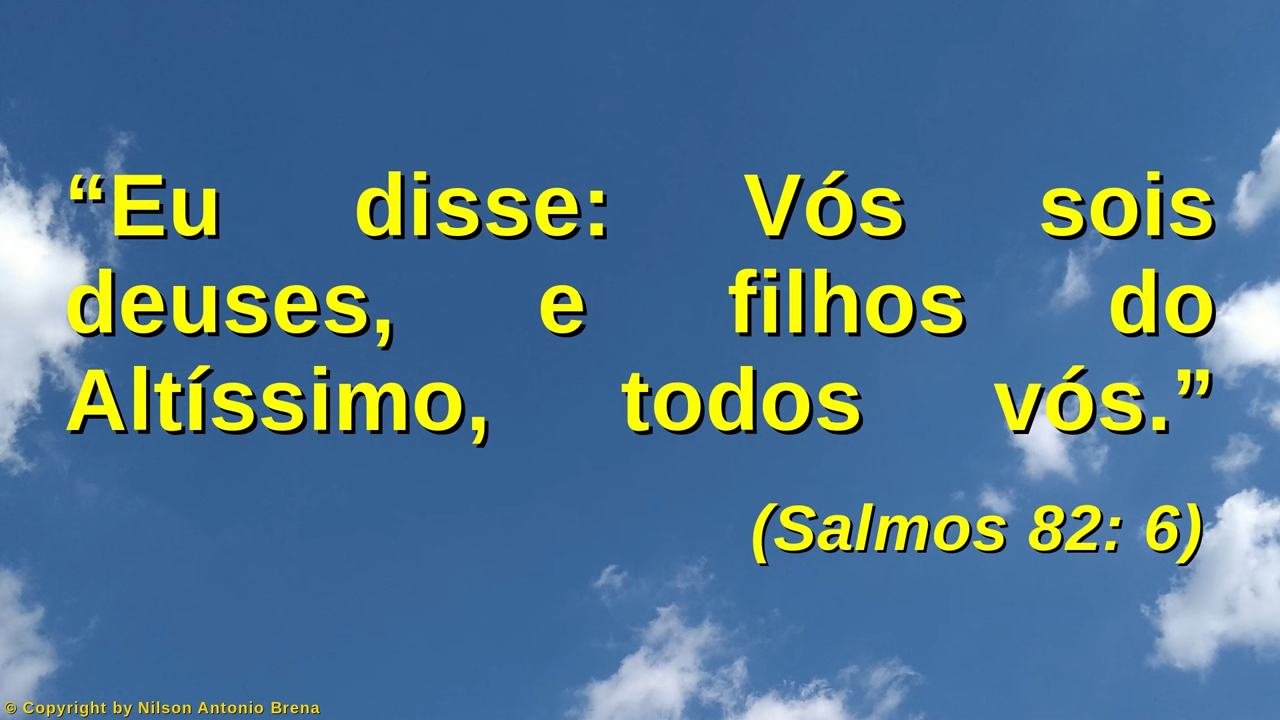 “Eu disse: Vós sois
deuses, e filhos do
Altíssimo, todos vós.”
(Salmos 82: 6)
© Copyright by Nilson Antonio Brena